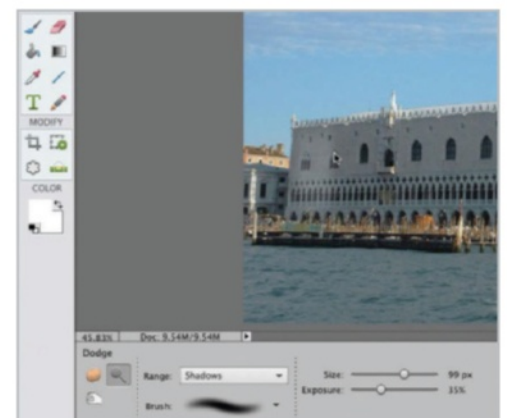 T
MODIFY
COLOR
45.83% Doc: 9.54M/9.54M
Dodge
Range: Shadows
Size: 99 px
Exposure: 35%
Brush: